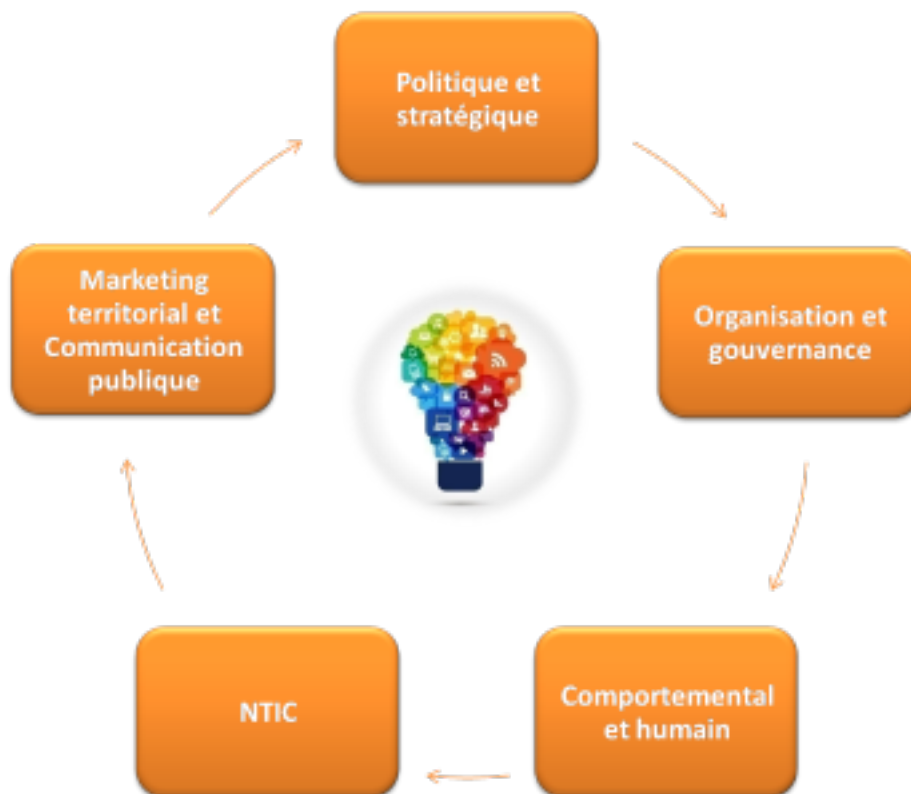 Politique et
stratégique
Organisation et
gouvernance
Comportemental
et humain
NTIC
Marketing
territorial et
Communication
publique